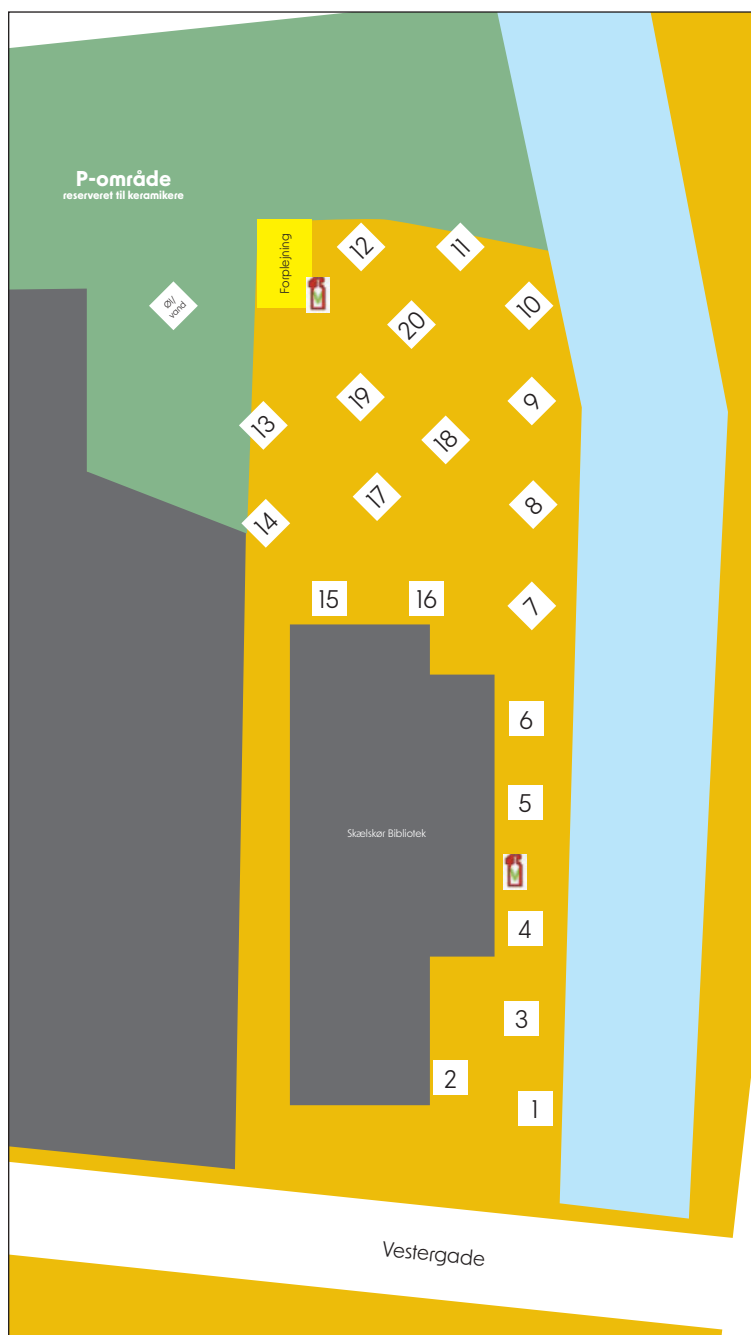 P-område
reserveret til keramikere
Forplejning
12
11
Øl/
vand
10
20
19
9
13
18
17
8
14
15
16
7
6
5
Skælskør Bibliotek
4
3
2
1
Vestergade